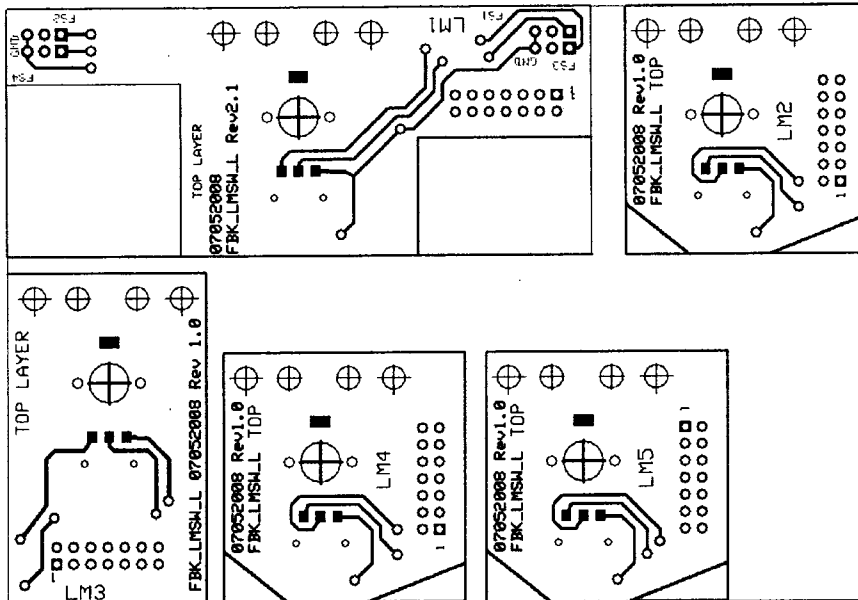 FS2
GND
FS4
LM1
FS1
GND
FS3
1
TOP LAYER
07052008
FBK_LMSW_L Rev2.1
07052008 Rev1.0
FBK_LMSW_L TOP
LM2
1
TOP LAYER
FBK_LMSW_L 07052008 Rev 1.0
1
LM3
07052008 Rev1.0
FBK_LMSW_L TOP
LM4
1
07052008 Rev1.0
FBK_LMSW_L TOP
LM5
1